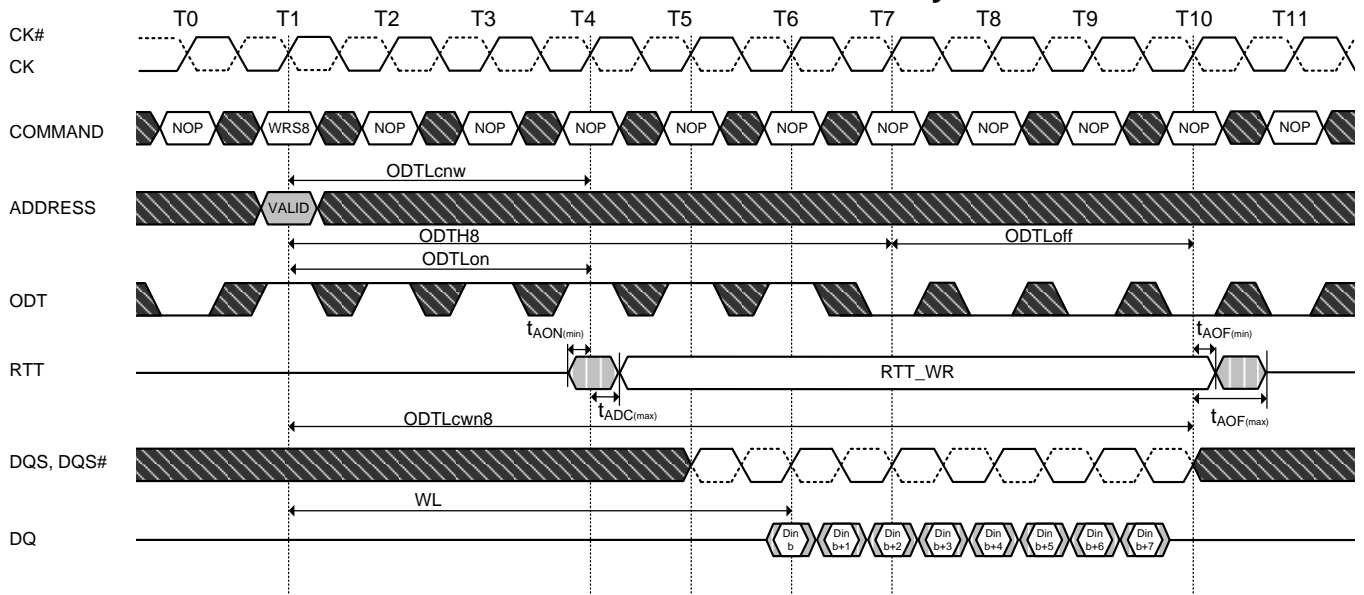 T0 T1 T2 T3 T4 T5 T6 T7 T8 T9 T10 T11
CK#
CK
COMMAND NOP WRS8 NOP NOP NOP NOP NOP NOP NOP NOP NOP NOP
ODTLcnw
ADDRESS VALID
ODTH8 ODTLoff
ODTLon
ODT
tAON(min) tAOF(min)
RTT RTT_WR
tADC(max) tAOF(max)
ODTLcwn8
DQS, DQS#
WL
DQ Din b Din b+1 Din b+2 Din b+3 Din b+4 Din b+5 Din b+6 Din b+7